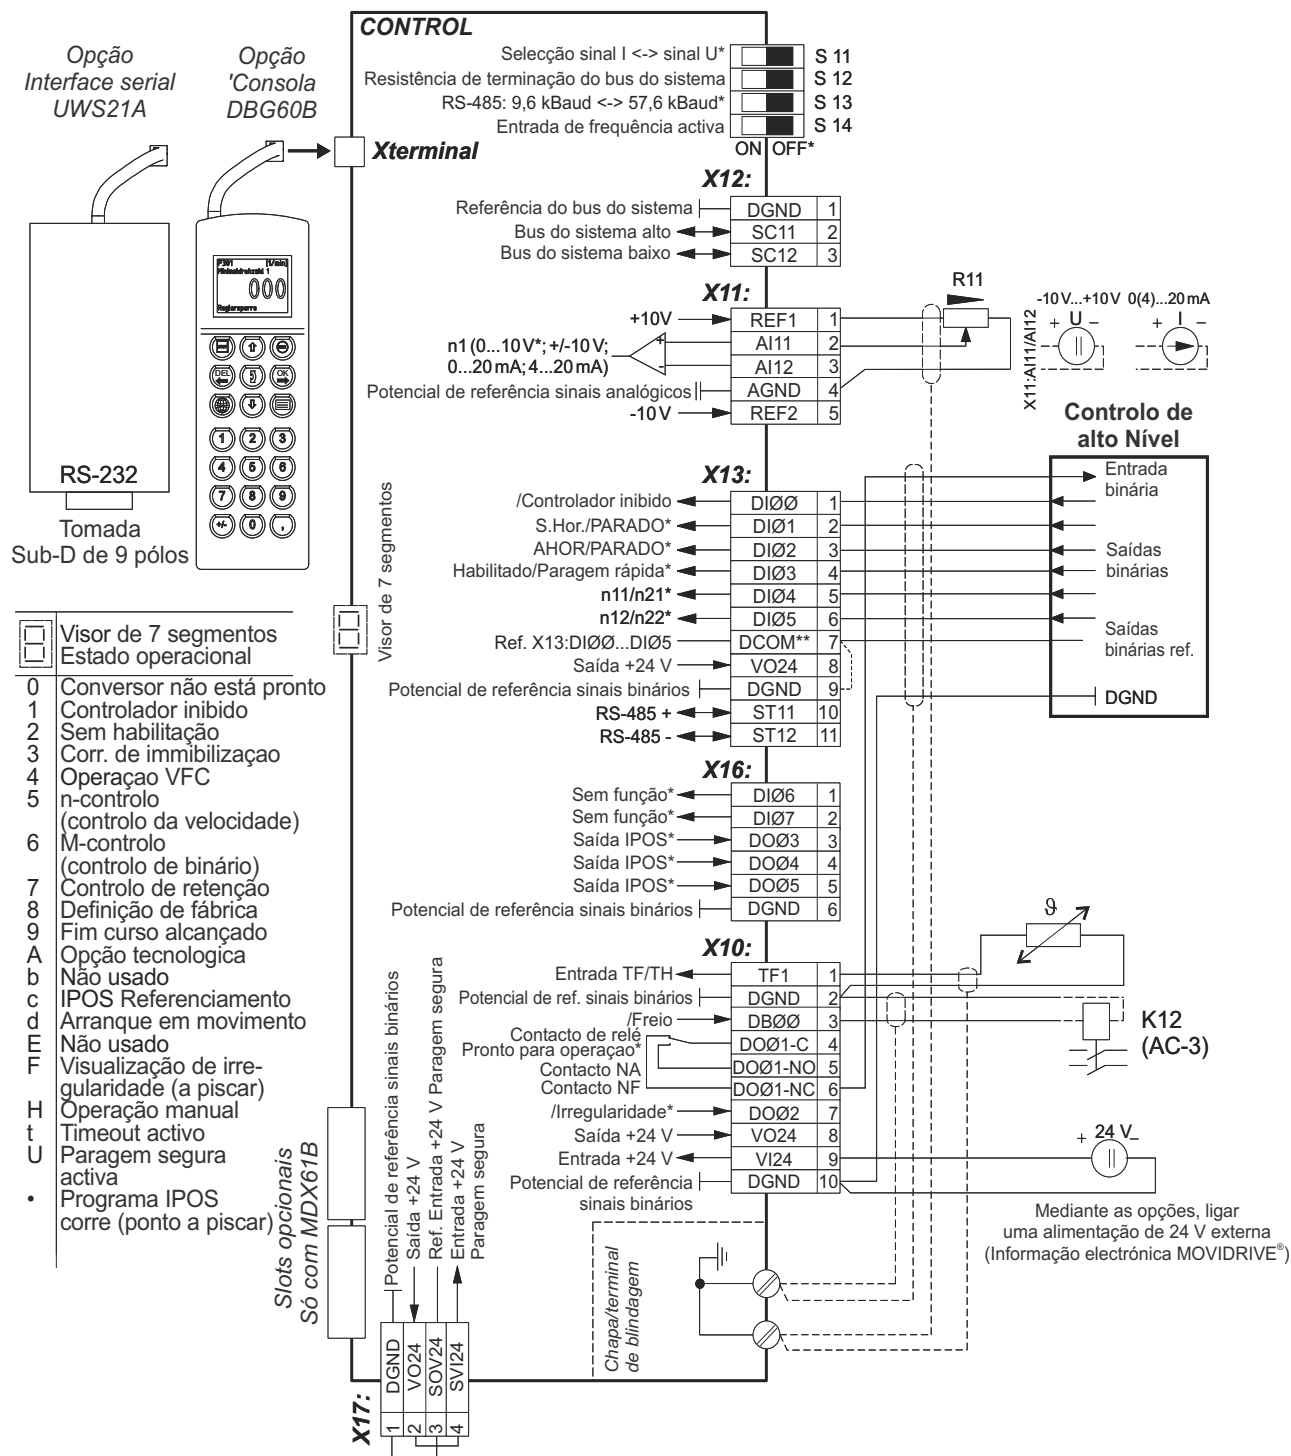 CONTROL
Opção
Interface serial
UWS21A
Opção
'Consola
DBG60B
Selecção sinal I <-> sinal U* S 11
Resistência de terminação do bus do sistema S 12
RS-485: 9,6 kBaud <-> 57,6 kBaud* S 13
Entrada de frequência activa S 14
ON OFF*
Xterminal
X12:
Referência do bus do sistema DGND 1
Bus do sistema alto SC11 2
Bus do sistema baixo SC12 3
P301 [1/min]
Minimaldrehzahl 1
000
Reglersperre
DEL OK
1 2 3
4 5 6
7 8 9
+/- 0 ,
RS-232
Tomada
Sub-D de 9 pólos
X11:
+10V REF1 1
n1 (0...10V*; +/-10V; AI11 2
0...20mA; 4...20mA) AI12 3
+
-
Potencial de referência sinais analógicos AGND 4
-10V REF2 5
R11
X11:AI11/AI12
-10V...+10V 0(4)...20mA
+ U -
+ I -
Controlo de
alto Nível
Entrada
binária
Saídas
binárias
Saídas
binárias ref.
DGND
X13:
/Controlador inibido DIØØ 1
S.Hor./PARADO* DIØ1 2
AHOR/PARADO* DIØ2 3
Habilitado/Paragem rápida* DIØ3 4
n11/n21* DIØ4 5
n12/n22* DIØ5 6
Ref. X13:DIØØ...DIØ5 DCOM** 7
Saída +24 V VO24 8
Potencial de referência sinais binários DGND 9
RS-485 + ST11 10
RS-485 - ST12 11
Visor de 7 segmentos
Visor de 7 segmentos
Estado operacional
0 Conversor não está pronto
1 Controlador inibido
2 Sem habilitação
3 Corr. de immibilizaçao
4 Operaçao VFC
5 n-controlo
(controlo da velocidade)
6 M-controlo
(controlo de binário)
7 Controlo de retenção
8 Definição de fábrica
9 Fim curso alcançado
A Opção tecnologica
b Não usado
c IPOS Referenciamento
d Arranque em movimento
E Não usado
F Visualização de irre-
gularidade (a piscar)
H Operação manual
t Timeout activo
U Paragem segura
activa
• Programa IPOS
corre (ponto a piscar)
X16:
Sem função* DIØ6 1
Sem função* DIØ7 2
Saída IPOS* DOØ3 3
Saída IPOS* DOØ4 4
Saída IPOS* DOØ5 5
Potencial de referência sinais binários DGND 6
X10:
Entrada TF/TH TF1 1
Potencial de ref. sinais binários DGND 2
/Freio DBØØ 3
Contacto de relé
Pronto para operaçao* DOØ1-C 4
Contacto NA DOØ1-NO 5
Contacto NF DOØ1-NC 6
/Irregularidade* DOØ2 7
Saída +24 V VO24 8
Entrada +24 V VI24 9
Potencial de referência DGND 10
sinais binários
ϑ
K12
(AC-3)
+ 24 V -
Mediante as opções, ligar
uma alimentação de 24 V externa
(Informação electrónica MOVIDRIVE®)
Slots opcionais
Só com MDX61B
Chapa/terminal
de blindagem
X17:
Potencial de referência sinais binários DGND 1
Saída +24 V VO24 2
Ref. Entrada +24 V Paragem segura SOV24 3
Entrada +24 V
Paragem segura SVI24 4